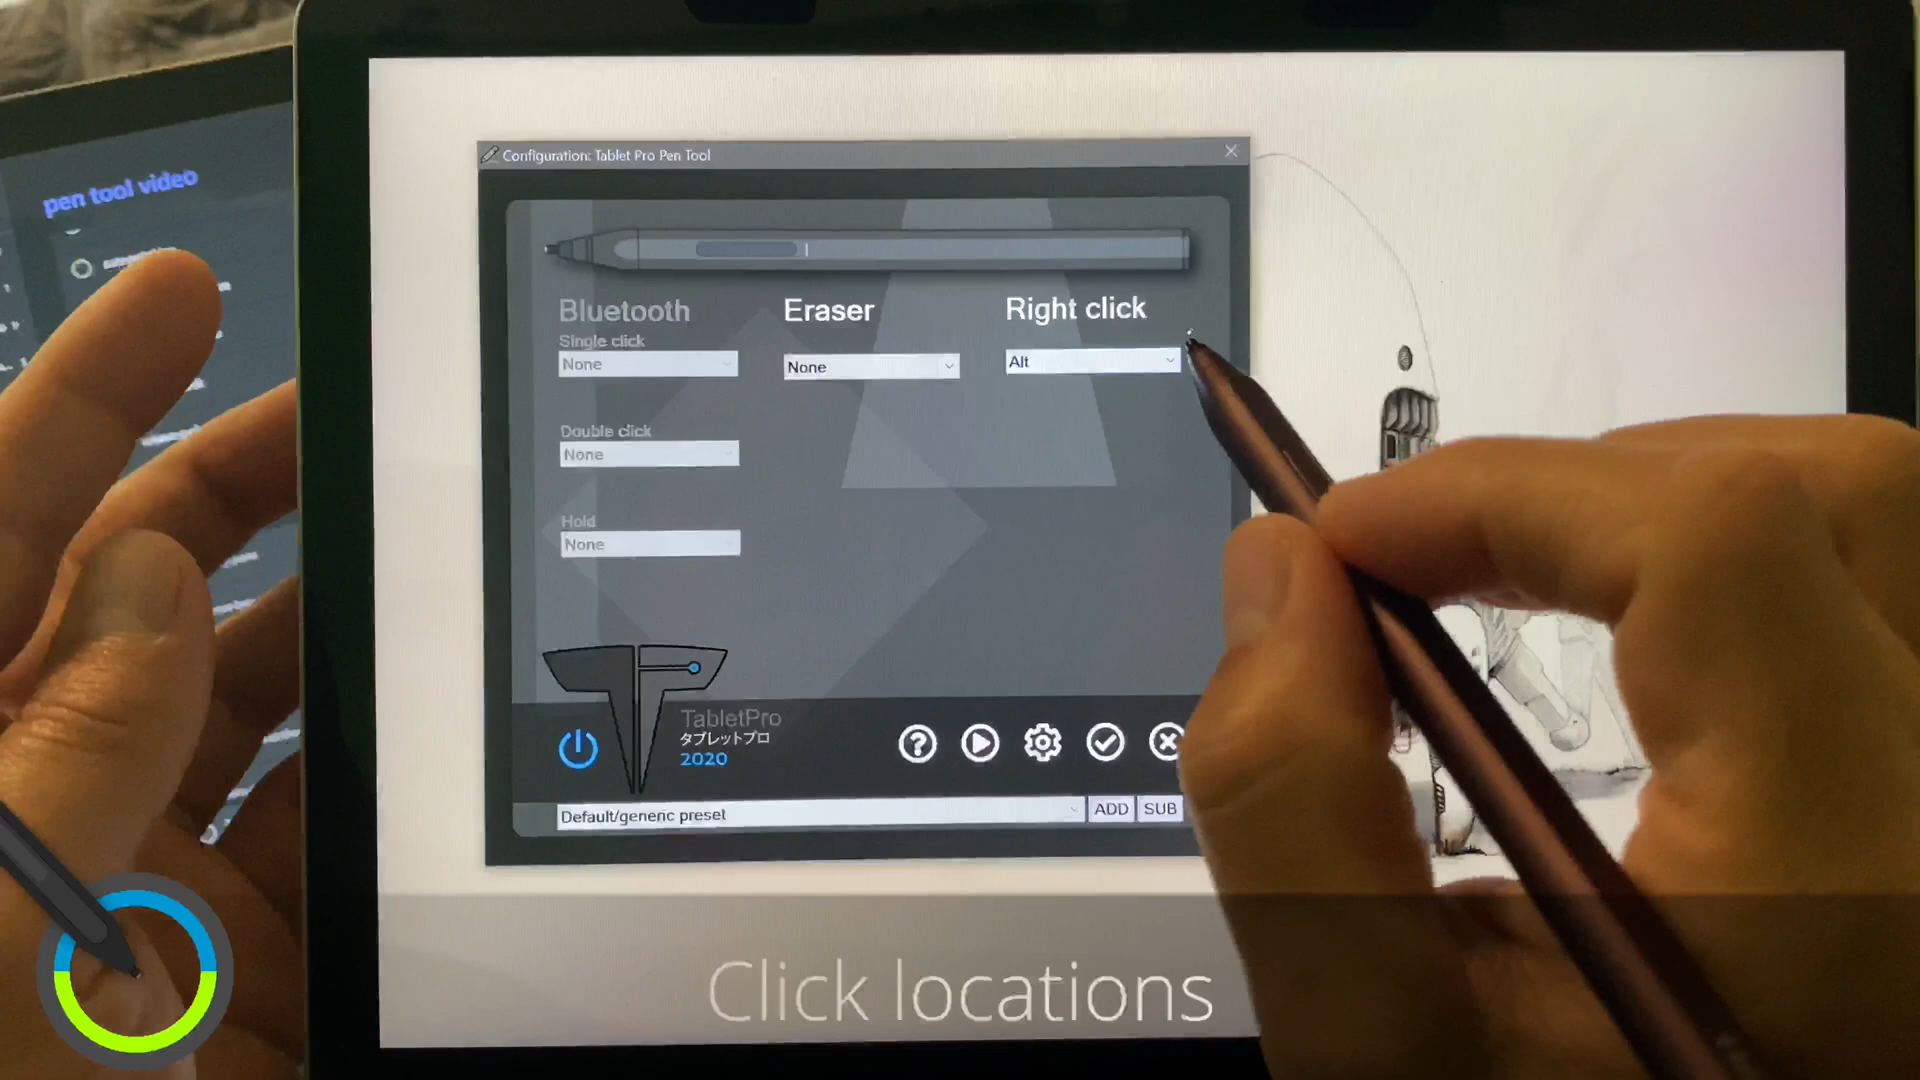 pen tool video
Configuration: Tablet Pro Pen Tool
Bluetooth
Eraser
Right click
Single click
None
None
Alt
Double click
None
Hold
None
TabletPro
タブレットプロ
2020
Default/generic preset
ADD
SUB
Click locations